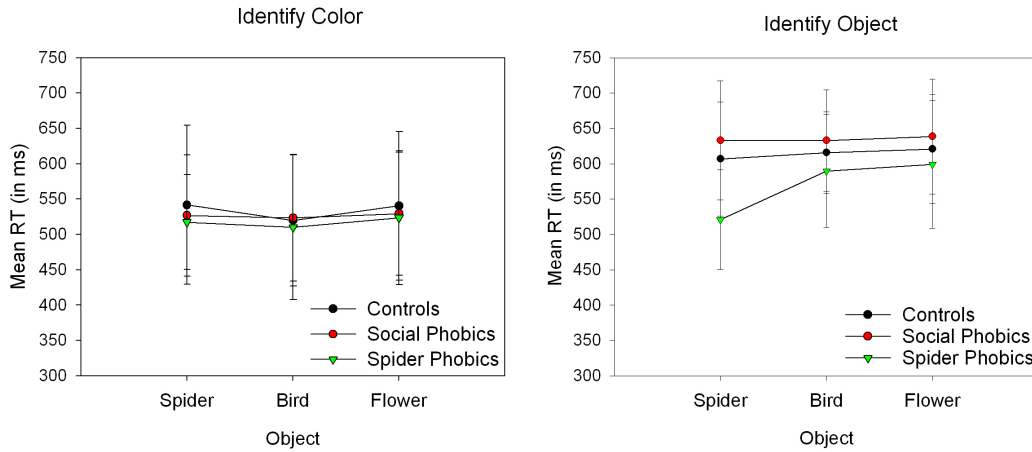 Identify Color
750
700
650
600
550
500
450
400
350
300
Mean RT (in ms)
Controls
Social Phobics
Spider Phobics
Spider Bird Flower
Object
Identify Object
750
700
650
600
550
500
450
400
350
300
Mean RT (in ms)
Controls
Social Phobics
Spider Phobics
Spider Bird Flower
Object